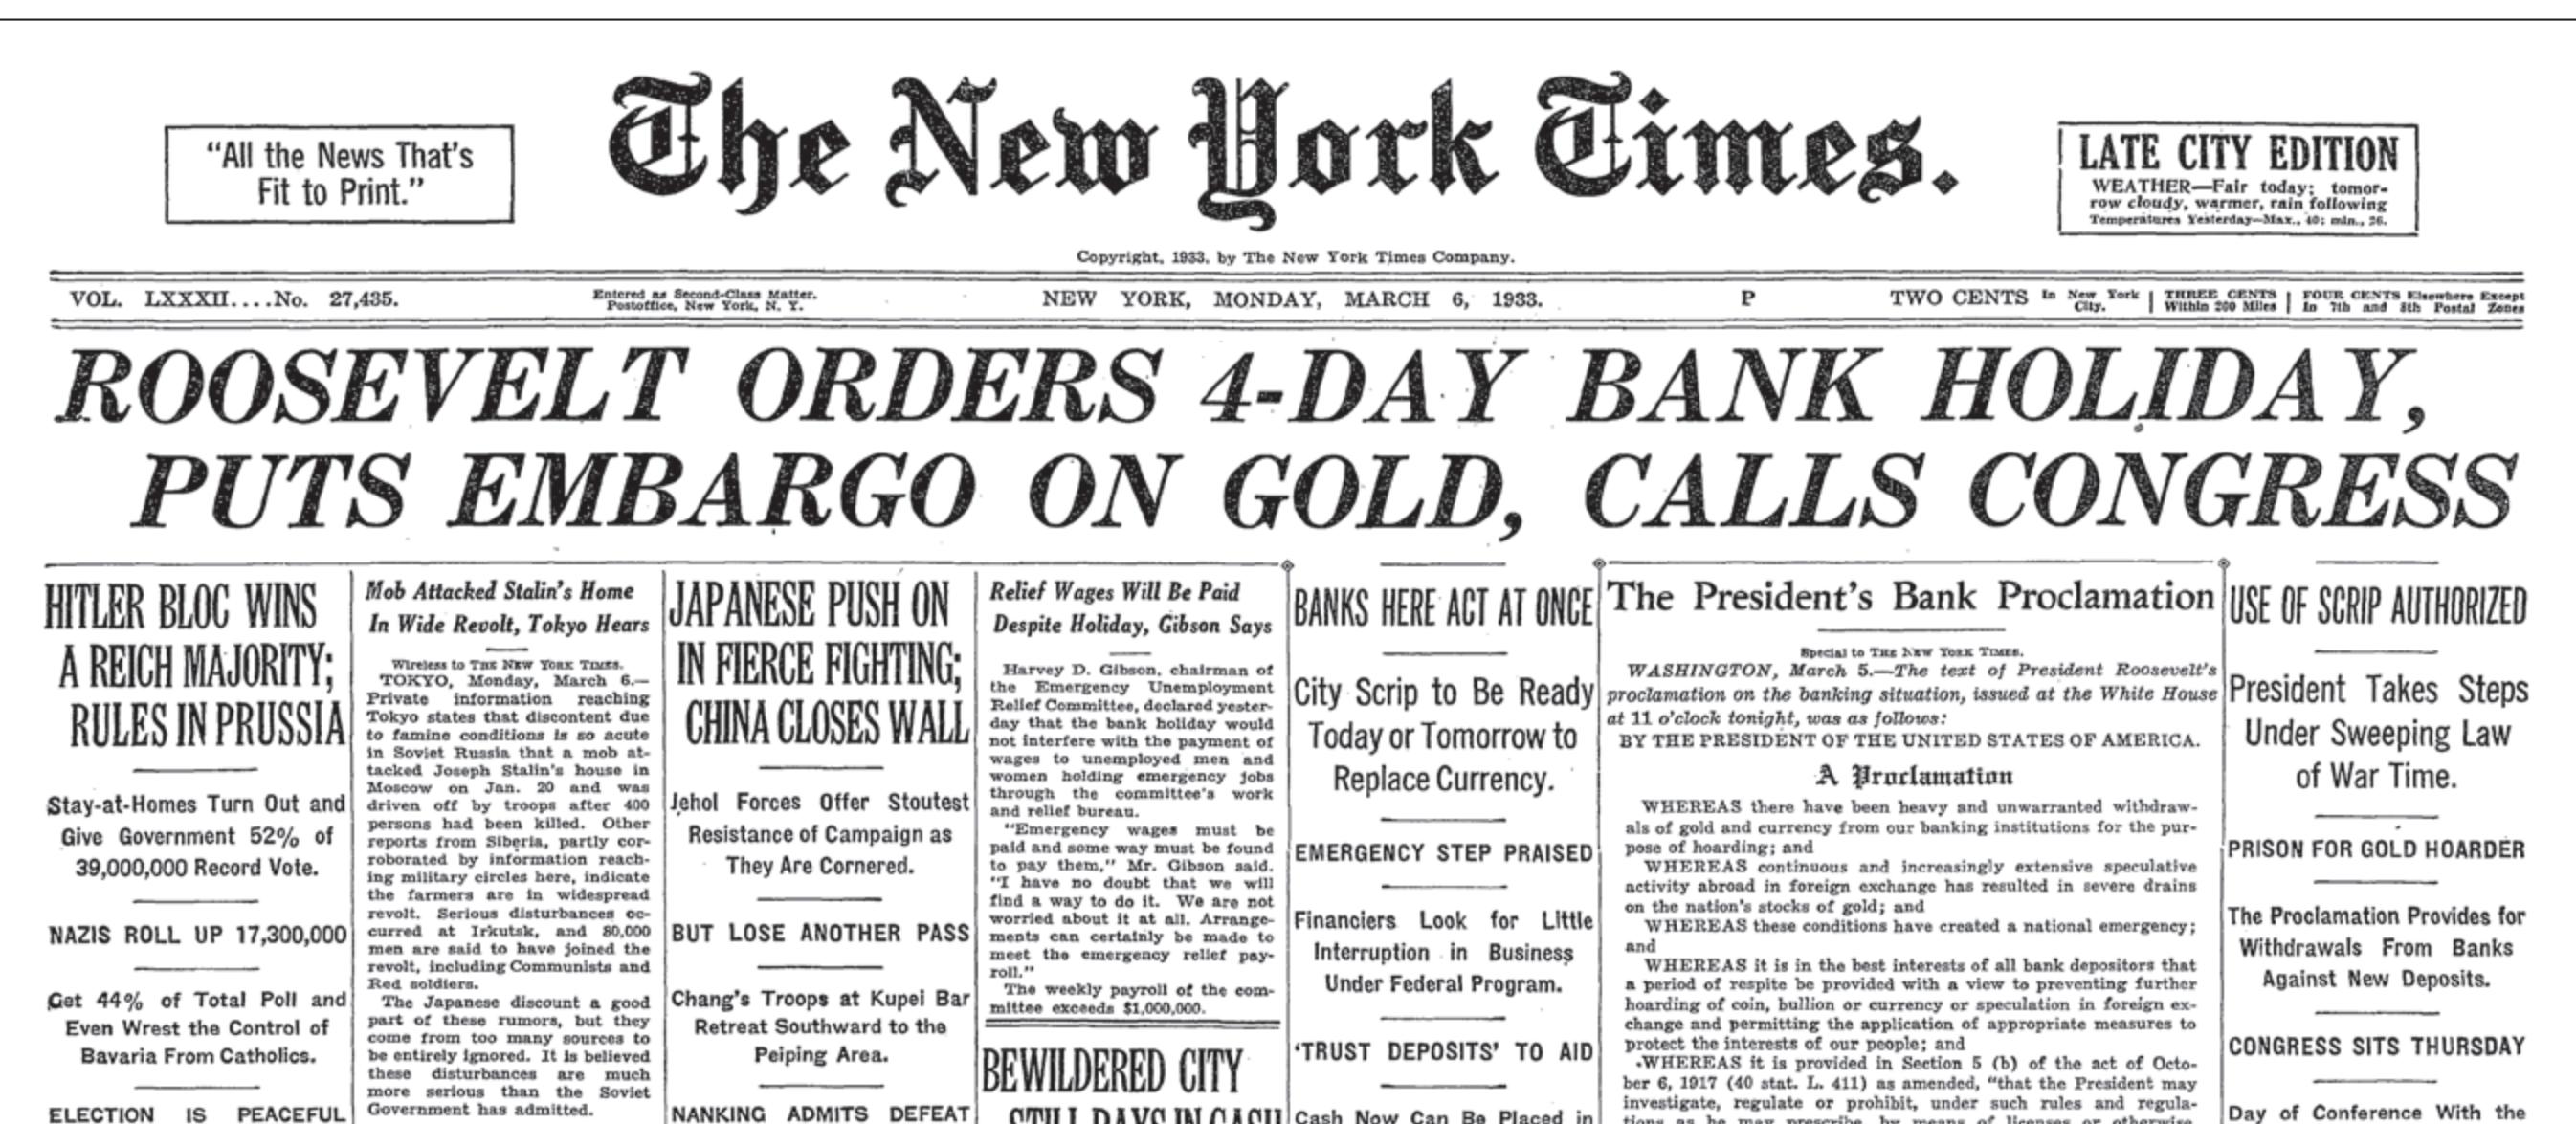 "All the News That's
Fit to Print."
The New York Times.
LATE CITY EDITION
WEATHER—Fair today; tomor-
row cloudy, warmer, rain following
Temperatures Yesterday—Max., 40; min., 26.
Copyright, 1933, by The New York Times Company.
VOL. LXXXII....No. 27,435.
Entered as Second-Class Matter.
Postoffice, New York, N. Y.
NEW YORK, MONDAY, MARCH 6, 1933.
P
TWO CENTS In New York
City.
THREE CENTS
Within 200 Miles
FOUR CENTS Elsewhere Except
In 7th and 8th Postal Zones
ROOSEVELT ORDERS 4-DAY BANK HOLIDAY,
PUTS EMBARGO ON GOLD, CALLS CONGRESS
HITLER BLOC WINS
A REICH MAJORITY;
RULES IN PRUSSIA
Stay-at-Homes Turn Out and
Give Government 52% of
39,000,000 Record Vote.
NAZIS ROLL UP 17,300,000
Get 44% of Total Poll and
Even Wrest the Control of
Bavaria From Catholics.
ELECTION IS PEACEFUL
Mob Attacked Stalin's Home
In Wide Revolt, Tokyo Hears
Wireless to THE NEW YORK TIMES.
TOKYO, Monday, March 6.—
Private information reaching
Tokyo states that discontent due
to famine conditions is so acute
in Soviet Russia that a mob at-
tacked Joseph Stalin's house in
Moscow on Jan. 20 and was
driven off by troops after 400
persons had been killed. Other
reports from Siberia, partly cor-
roborated by information reach-
ing military circles here, indicate
the farmers are in widespread
revolt. Serious disturbances oc-
curred at Irkutsk, and 80,000
men are said to have joined the
revolt, including Communists and
Red soldiers.
The Japanese discount a good
part of these rumors, but they
come from too many sources to
be entirely ignored. It is believed
these disturbances are much
more serious than the Soviet
Government has admitted.
JAPANESE PUSH ON
IN FIERCE FIGHTING;
CHINA CLOSES WALL
Jehol Forces Offer Stoutest
Resistance of Campaign as
They Are Cornered.
BUT LOSE ANOTHER PASS
Chang's Troops at Kupei Bar
Retreat Southward to the
Peiping Area.
NANKING ADMITS DEFEAT
Relief Wages Will Be Paid
Despite Holiday, Gibson Says
Harvey D. Gibson, chairman of
the Emergency Unemployment
Relief Committee, declared yester-
day that the bank holiday would
not interfere with the payment of
wages to unemployed men and
women holding emergency jobs
through the committee's work
and relief bureau.
"Emergency wages must be
paid and some way must be found
to pay them," Mr. Gibson said.
"I have no doubt that we will
find a way to do it. We are not
worried about it at all. Arrange-
ments can certainly be made to
meet the emergency relief pay-
roll."
The weekly payroll of the com-
mittee exceeds $1,000,000.
BEWILDERED CITY
STILL PAYS IN CASH
BANKS HERE ACT AT ONCE
City Scrip to Be Ready
Today or Tomorrow to
Replace Currency.
EMERGENCY STEP PRAISED
Financiers Look for Little
Interruption in Business
Under Federal Program.
'TRUST DEPOSITS' TO AID
Cash Now Can Be Placed in
The President's Bank Proclamation
Special to THE NEW YORK TIMES.
WASHINGTON, March 5.—The text of President Roosevelt's
proclamation on the banking situation, issued at the White House
at 11 o'clock tonight, was as follows:
BY THE PRESIDENT OF THE UNITED STATES OF AMERICA.
A Proclamation
WHEREAS there have been heavy and unwarranted withdraw-
als of gold and currency from our banking institutions for the pur-
pose of hoarding; and
WHEREAS continuous and increasingly extensive speculative
activity abroad in foreign exchange has resulted in severe drains
on the nation's stocks of gold; and
WHEREAS these conditions have created a national emergency;
and
WHEREAS it is in the best interests of all bank depositors that
a period of respite be provided with a view to preventing further
hoarding of coin, bullion or currency or speculation in foreign ex-
change and permitting the application of appropriate measures to
protect the interests of our people; and
WHEREAS it is provided in Section 5 (b) of the act of Octo-
ber 6, 1917 (40 stat. L. 411) as amended, "that the President may
investigate, regulate or prohibit, under such rules and regula-
tions as he may prescribe, by means of licenses or otherwise,
USE OF SCRIP AUTHORIZED
President Takes Steps
Under Sweeping Law
of War Time.
PRISON FOR GOLD HOARDER
The Proclamation Provides for
Withdrawals From Banks
Against New Deposits.
CONGRESS SITS THURSDAY
Day of Conference With the